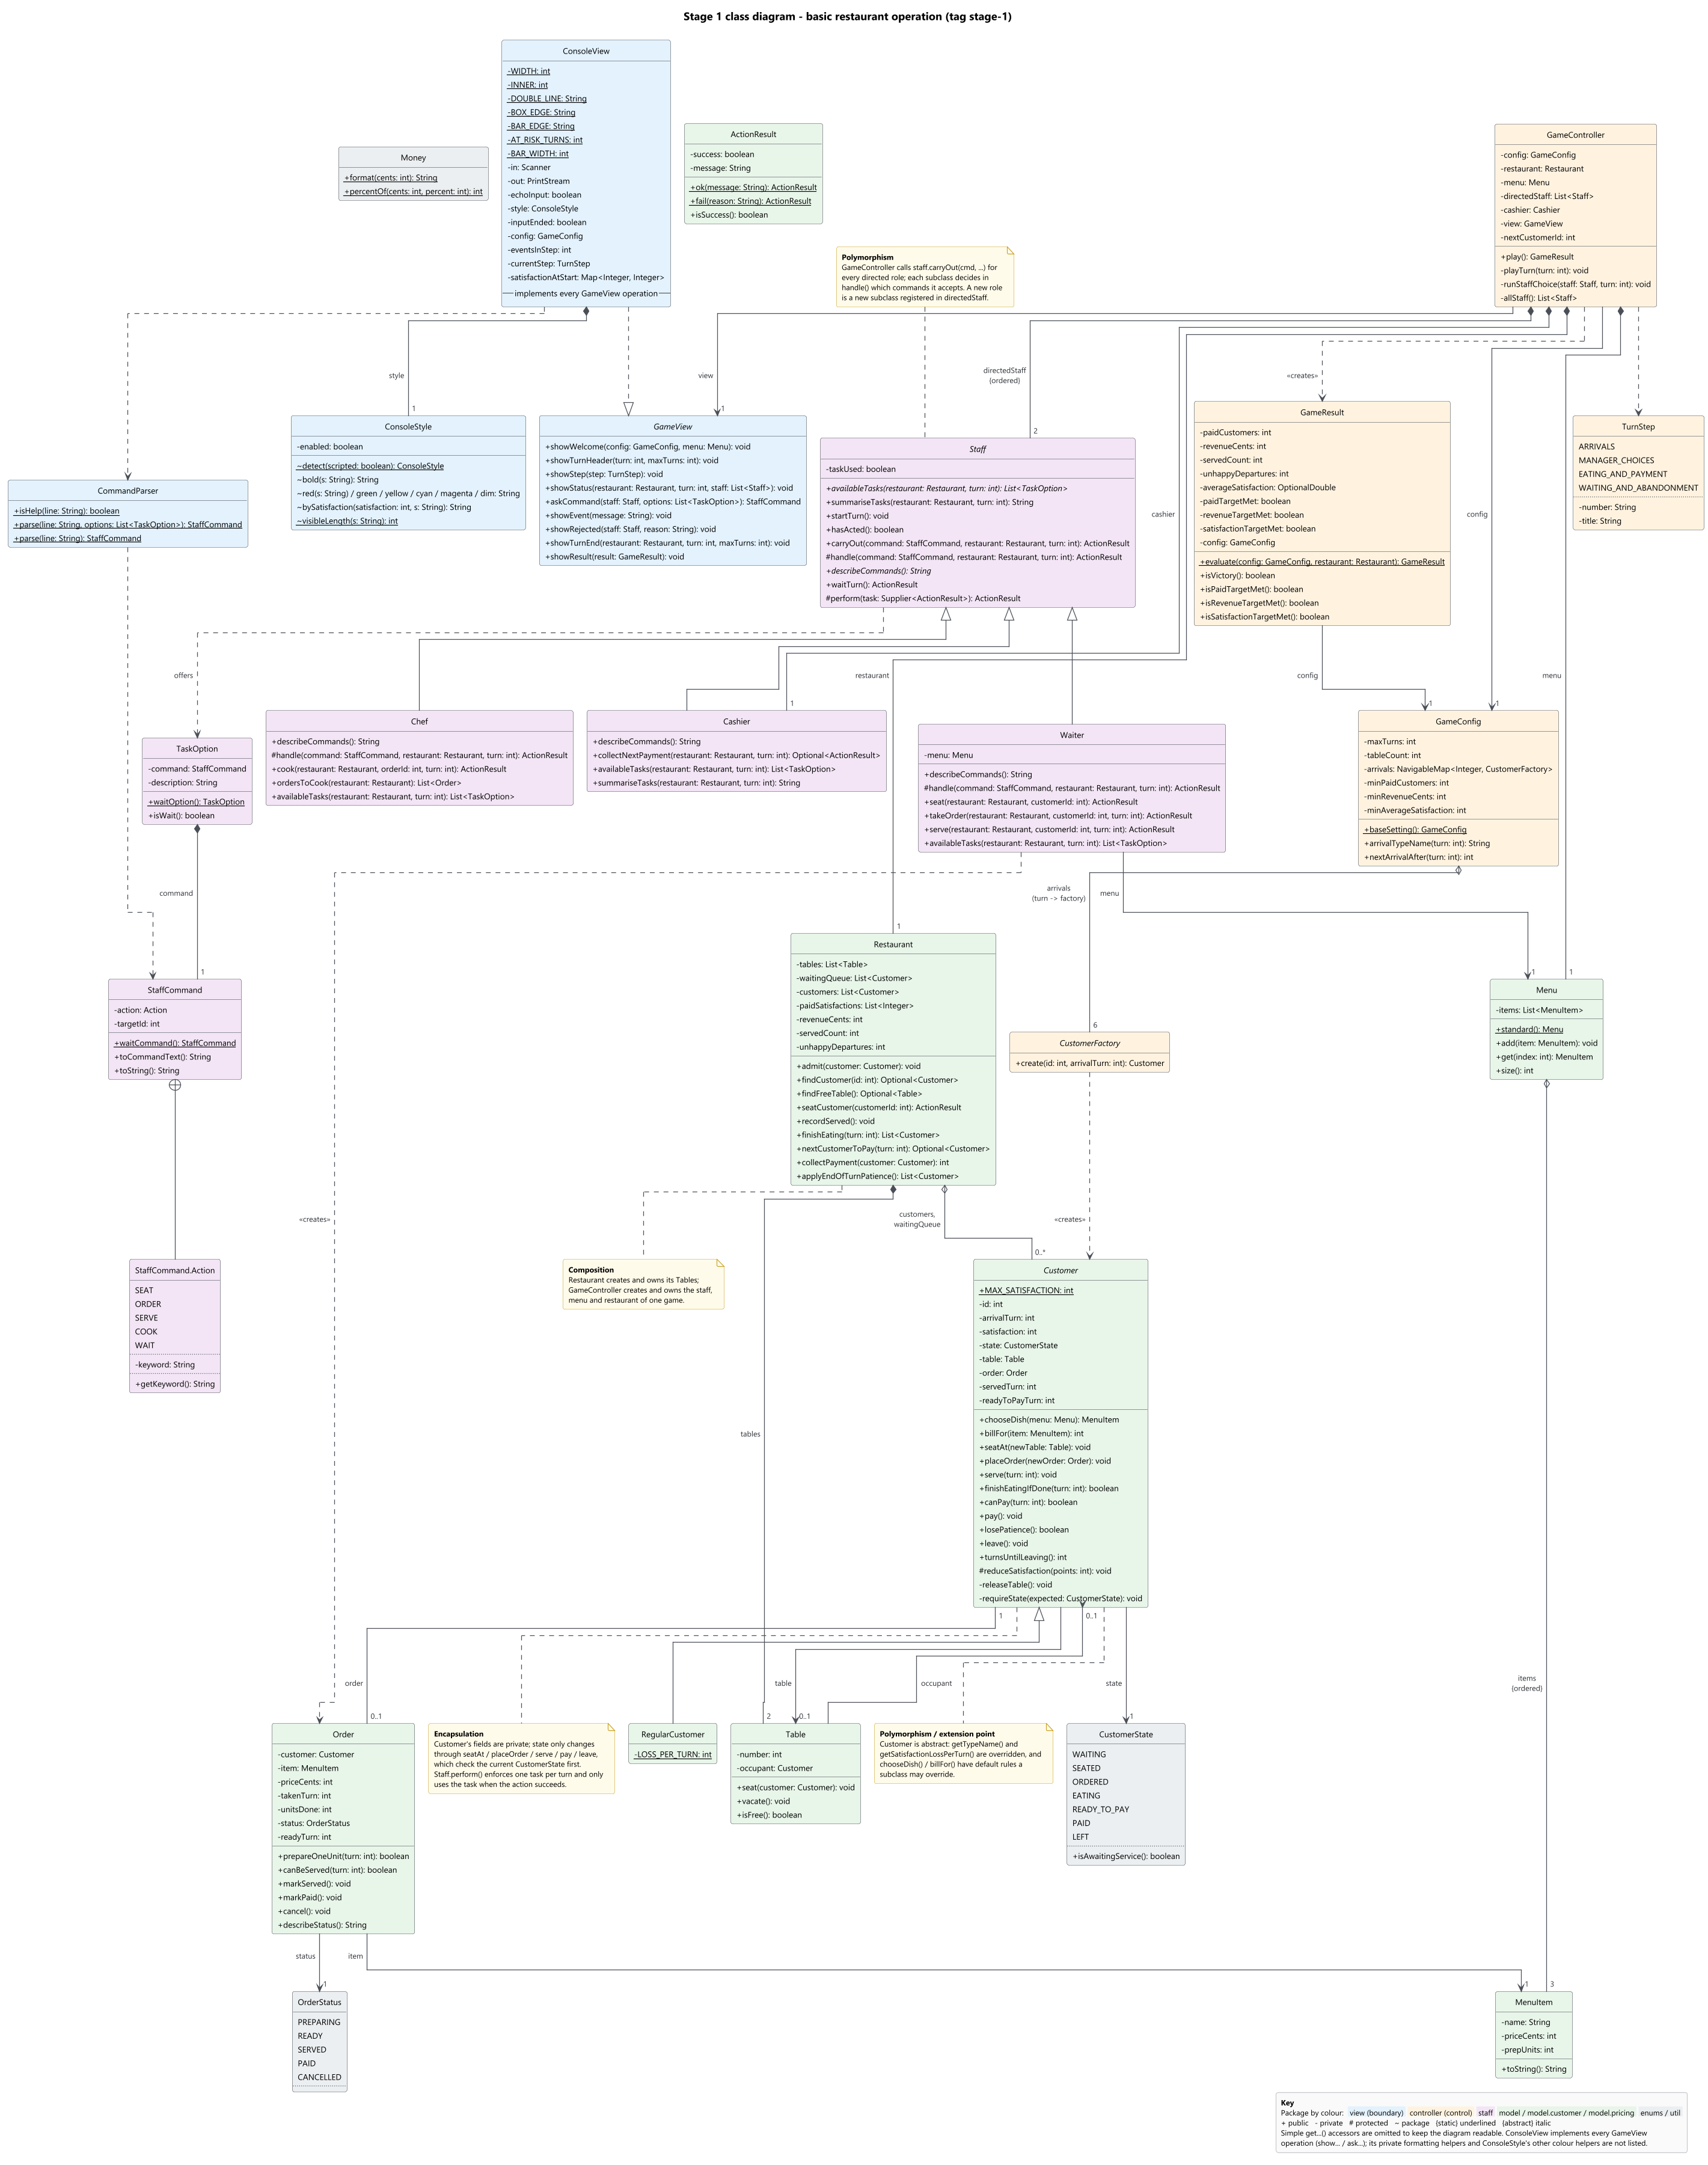 Stage 1 class diagram - basic restaurant operation (tag stage-1)
ConsoleView
-WIDTH: int
-INNER: int
-DOUBLE_LINE: String
-BOX_EDGE: String
-BAR_EDGE: String
-AT_RISK_TURNS: int
-BAR_WIDTH: int
-in: Scanner
-out: PrintStream
-echoInput: boolean
-style: ConsoleStyle
-inputEnded: boolean
-config: GameConfig
-eventsInStep: int
-currentStep: TurnStep
-satisfactionAtStart: Map<Integer, Integer>
implements every GameView operation
Money
+format(cents: int): String
+percentOf(cents: int, percent: int): int
ActionResult
-success: boolean
-message: String
+ok(message: String): ActionResult
+fail(reason: String): ActionResult
+isSuccess(): boolean
Polymorphism
GameController calls staff.carryOut(cmd, ...) for
every directed role; each subclass decides in
handle() which commands it accepts. A new role
is a new subclass registered in directedStaff.
GameController
-config: GameConfig
-restaurant: Restaurant
-menu: Menu
-directedStaff: List<Staff>
-cashier: Cashier
-view: GameView
-nextCustomerId: int
+play(): GameResult
-playTurn(turn: int): void
-runStaffChoice(staff: Staff, turn: int): void
-allStaff(): List<Staff>
style
1
view
1
directedStaff
{ordered}
2
«creates»
cashier
config
ConsoleStyle
-enabled: boolean
~detect(scripted: boolean): ConsoleStyle
~bold(s: String): String
~red(s: String) / green / yellow / cyan / magenta / dim: String
~bySatisfaction(satisfaction: int, s: String): String
~visibleLength(s: String): int
GameView
+showWelcome(config: GameConfig, menu: Menu): void
+showTurnHeader(turn: int, maxTurns: int): void
+showStep(step: TurnStep): void
+showStatus(restaurant: Restaurant, turn: int, staff: List<Staff>): void
+askCommand(staff: Staff, options: List<TaskOption>): StaffCommand
+showEvent(message: String): void
+showRejected(staff: Staff, reason: String): void
+showTurnEnd(restaurant: Restaurant, turn: int, maxTurns: int): void
+showResult(result: GameResult): void
Staff
-taskUsed: boolean
+availableTasks(restaurant: Restaurant, turn: int): List<TaskOption>
+summariseTasks(restaurant: Restaurant, turn: int): String
+startTurn(): void
+hasActed(): boolean
+carryOut(command: StaffCommand, restaurant: Restaurant, turn: int): ActionResult
#handle(command: StaffCommand, restaurant: Restaurant, turn: int): ActionResult
+describeCommands(): String
+waitTurn(): ActionResult
#perform(task: Supplier<ActionResult>): ActionResult
GameResult
-paidCustomers: int
-revenueCents: int
-servedCount: int
-unhappyDepartures: int
-averageSatisfaction: OptionalDouble
-paidTargetMet: boolean
-revenueTargetMet: boolean
-satisfactionTargetMet: boolean
-config: GameConfig
+evaluate(config: GameConfig, restaurant: Restaurant): GameResult
+isVictory(): boolean
+isPaidTargetMet(): boolean
+isRevenueTargetMet(): boolean
+isSatisfactionTargetMet(): boolean
TurnStep
ARRIVALS
MANAGER_CHOICES
EATING_AND_PAYMENT
WAITING_AND_ABANDONMENT
-number: String
-title: String
CommandParser
+isHelp(line: String): boolean
+parse(line: String, options: List<TaskOption>): StaffCommand
+parse(line: String): StaffCommand
offers
restaurant
config
menu
1
1
1
TaskOption
-command: StaffCommand
-description: String
+waitOption(): TaskOption
+isWait(): boolean
Chef
+describeCommands(): String
#handle(command: StaffCommand, restaurant: Restaurant, turn: int): ActionResult
+cook(restaurant: Restaurant, orderId: int, turn: int): ActionResult
+ordersToCook(restaurant: Restaurant): List<Order>
+availableTasks(restaurant: Restaurant, turn: int): List<TaskOption>
Cashier
+describeCommands(): String
+collectNextPayment(restaurant: Restaurant, turn: int): Optional<ActionResult>
+availableTasks(restaurant: Restaurant, turn: int): List<TaskOption>
+summariseTasks(restaurant: Restaurant, turn: int): String
Waiter
-menu: Menu
+describeCommands(): String
#handle(command: StaffCommand, restaurant: Restaurant, turn: int): ActionResult
+seat(restaurant: Restaurant, customerId: int): ActionResult
+takeOrder(restaurant: Restaurant, customerId: int, turn: int): ActionResult
+serve(restaurant: Restaurant, customerId: int, turn: int): ActionResult
+availableTasks(restaurant: Restaurant, turn: int): List<TaskOption>
GameConfig
-maxTurns: int
-tableCount: int
-arrivals: NavigableMap<Integer, CustomerFactory>
-minPaidCustomers: int
-minRevenueCents: int
-minAverageSatisfaction: int
+baseSetting(): GameConfig
+arrivalTypeName(turn: int): String
+nextArrivalAfter(turn: int): int
command
1
arrivals
(turn -> factory)
menu
1
1
1
6
StaffCommand
-action: Action
-targetId: int
+waitCommand(): StaffCommand
+toCommandText(): String
+toString(): String
Restaurant
-tables: List<Table>
-waitingQueue: List<Customer>
-customers: List<Customer>
-paidSatisfactions: List<Integer>
-revenueCents: int
-servedCount: int
-unhappyDepartures: int
+admit(customer: Customer): void
+findCustomer(id: int): Optional<Customer>
+findFreeTable(): Optional<Table>
+seatCustomer(customerId: int): ActionResult
+recordServed(): void
+finishEating(turn: int): List<Customer>
+nextCustomerToPay(turn: int): Optional<Customer>
+collectPayment(customer: Customer): int
+applyEndOfTurnPatience(): List<Customer>
CustomerFactory
+create(id: int, arrivalTurn: int): Customer
Menu
-items: List<MenuItem>
+standard(): Menu
+add(item: MenuItem): void
+get(index: int): MenuItem
+size(): int
«creates»
customers,
waitingQueue
«creates»
0..*
StaffCommand.Action
SEAT
ORDER
SERVE
COOK
WAIT
-keyword: String
+getKeyword(): String
Composition
Restaurant creates and owns its Tables;
GameController creates and owns the staff,
menu and restaurant of one game.
Customer
+MAX_SATISFACTION: int
-id: int
-arrivalTurn: int
-satisfaction: int
-state: CustomerState
-table: Table
-order: Order
-servedTurn: int
-readyToPayTurn: int
+chooseDish(menu: Menu): MenuItem
+billFor(item: MenuItem): int
+seatAt(newTable: Table): void
+placeOrder(newOrder: Order): void
+serve(turn: int): void
+finishEatingIfDone(turn: int): boolean
+canPay(turn: int): boolean
+pay(): void
+losePatience(): boolean
+leave(): void
+turnsUntilLeaving(): int
#reduceSatisfaction(points: int): void
-releaseTable(): void
-requireState(expected: CustomerState): void
tables
1
0..1
order
table
occupant
state
items
{ordered}
0..1
2
0..1
1
Order
-customer: Customer
-item: MenuItem
-priceCents: int
-takenTurn: int
-unitsDone: int
-status: OrderStatus
-readyTurn: int
+prepareOneUnit(turn: int): boolean
+canBeServed(turn: int): boolean
+markServed(): void
+markPaid(): void
+cancel(): void
+describeStatus(): String
Encapsulation
Customer's fields are private; state only changes
through seatAt / placeOrder / serve / pay / leave,
which check the current CustomerState first.
Staff.perform() enforces one task per turn and only
uses the task when the action succeeds.
RegularCustomer
-LOSS_PER_TURN: int
Table
-number: int
-occupant: Customer
+seat(customer: Customer): void
+vacate(): void
+isFree(): boolean
Polymorphism / extension point
Customer is abstract: getTypeName() and
getSatisfactionLossPerTurn() are overridden, and
chooseDish() / billFor() have default rules a
subclass may override.
CustomerState
WAITING
SEATED
ORDERED
EATING
READY_TO_PAY
PAID
LEFT
+isAwaitingService(): boolean
status
item
1
1
3
OrderStatus
PREPARING
READY
SERVED
PAID
CANCELLED
MenuItem
-name: String
-priceCents: int
-prepUnits: int
+toString(): String
Key
Package by colour: view (boundary) controller (control) staff model / model.customer / model.pricing enums / util
+ public - private # protected ~ package {static} underlined {abstract} italic
Simple get...() accessors are omitted to keep the diagram readable. ConsoleView implements every GameView
operation (show... / ask...); its private formatting helpers and ConsoleStyle's other colour helpers are not listed.